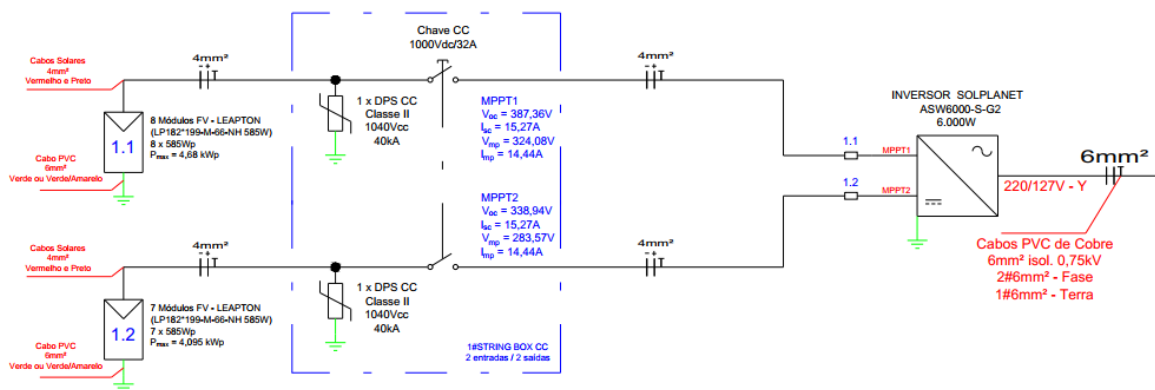 Cabos Solares
4mm²
Vermelho e Preto
4mm²
- +
1.1
8 Módulos FV - LEAPTON
(LP182*199-M-66-NH 585W)
8 x 585Wp
Pmax = 4,68 kWp
Cabo PVC
6mm²
Verde ou Verde/Amarelo
Chave CC
1000Vdc/32A
1 x DPS CC
Classe II
1040Vcc
40kA
MPPT1
Voc = 387,36V
Isc = 15,27A
Vmp = 324,08V
Imp = 14,44A
4mm²
- +
1.1
MPPT1
INVERSOR SOLPLANET
ASW6000-S-G2
6.000W
1.2
MPPT2
220/127V - Y
6mm²
Cabos PVC de Cobre
6mm² isol. 0,75kV
2#6mm² - Fase
1#6mm² - Terra
Cabos Solares
4mm²
Vermelho e Preto
4mm²
- +
1.2
7 Módulos FV - LEAPTON
(LP182*199-M-66-NH 585W)
7 x 585Wp
Pmax = 4,095 kWp
Cabo PVC
6mm²
Verde ou Verde/Amarelo
1 x DPS CC
Classe II
1040Vcc
40kA
MPPT2
Voc = 338,94V
Isc = 15,27A
Vmp = 283,57V
Imp = 14,44A
4mm²
- +
1#STRING BOX CC
2 entradas / 2 saídas